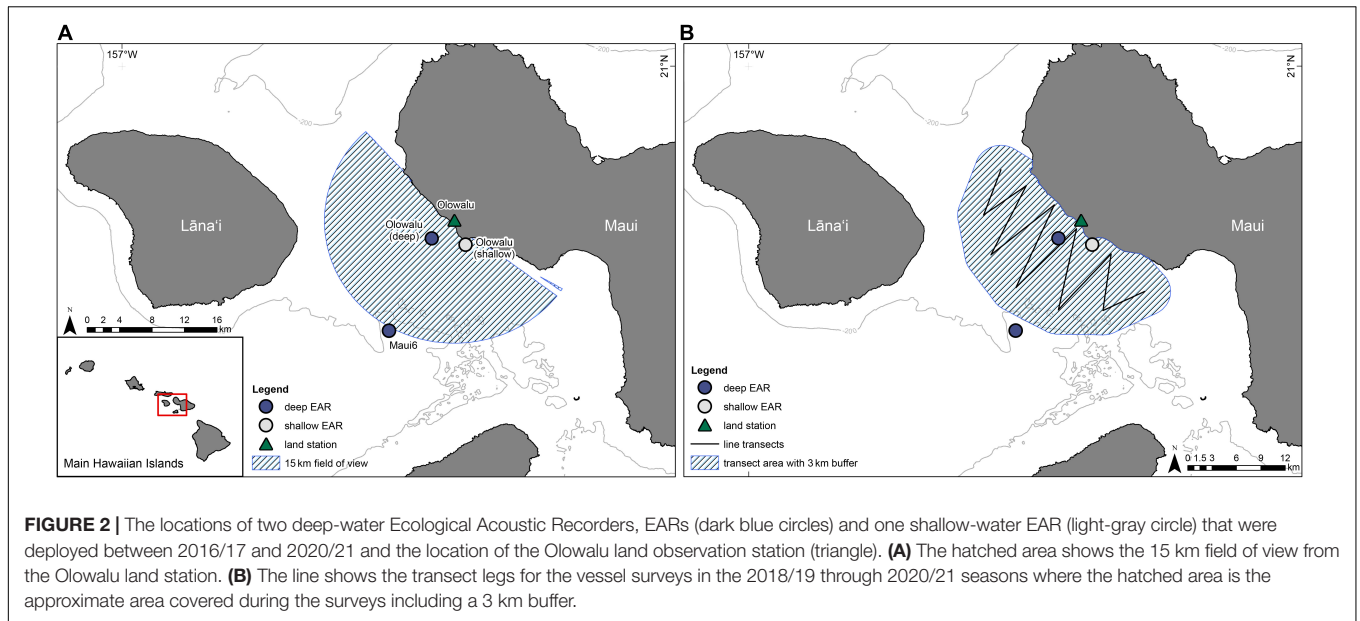 A
157°W
-200
21°N
-200
Lāna‘i
Olowalu
Olowalu
(deep)
Olowalu
(shallow)
Maui
Maui6
N
0 2 4 8 12 16
km
Main Hawaiian Islands
Legend
deep EAR
shallow EAR
land station
15 km field of view
B
157°W
-200
21°N
-200
Lāna‘i
Maui
-200
Legend
deep EAR
shallow EAR
land station
line transects
transect area with 3 km buffer
N
0 1.5 3 6 9 12
km
FIGURE 2 | The locations of two deep-water Ecological Acoustic Recorders, EARs (dark blue circles) and one shallow-water EAR (light-gray circle) that were
deployed between 2016/17 and 2020/21 and the location of the Olowalu land observation station (triangle). (A) The hatched area shows the 15 km field of view from
the Olowalu land station. (B) The line shows the transect legs for the vessel surveys in the 2018/19 through 2020/21 seasons where the hatched area is the
approximate area covered during the surveys including a 3 km buffer.